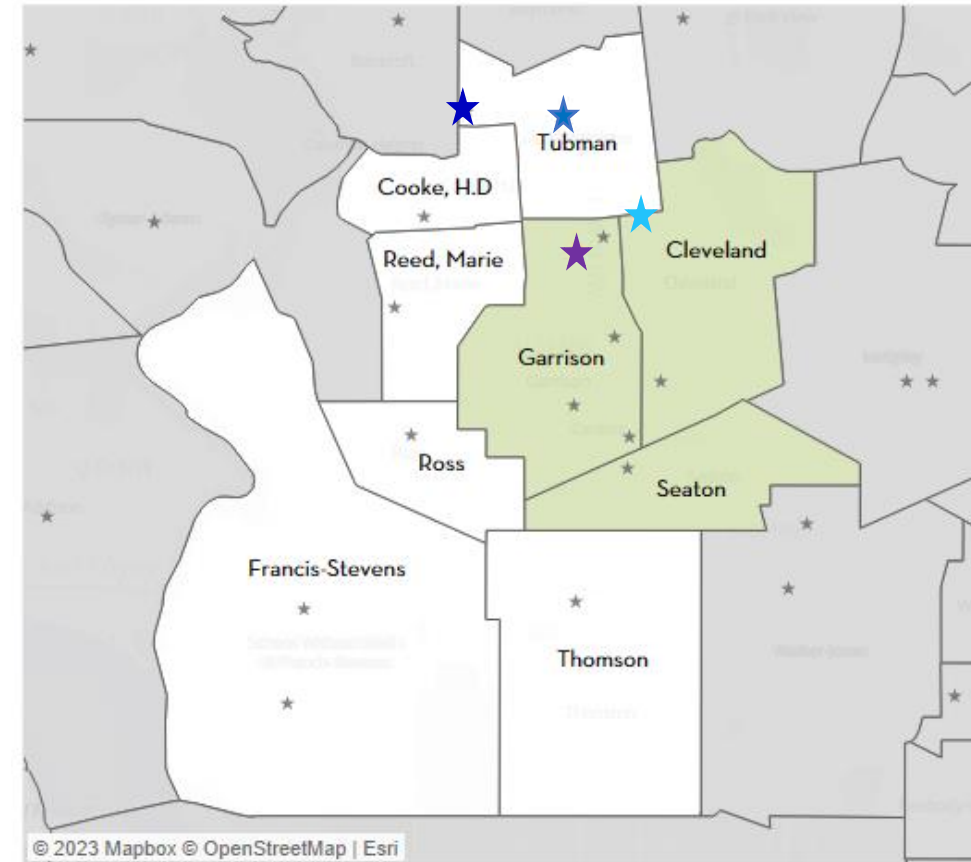 Tubman
Cooke, H.D
Reed, Marie
Cleveland
Garrison
Ross
Seaton
Francis-Stevens
Thomson
© 2023 Mapbox © OpenStreetMap | Esri